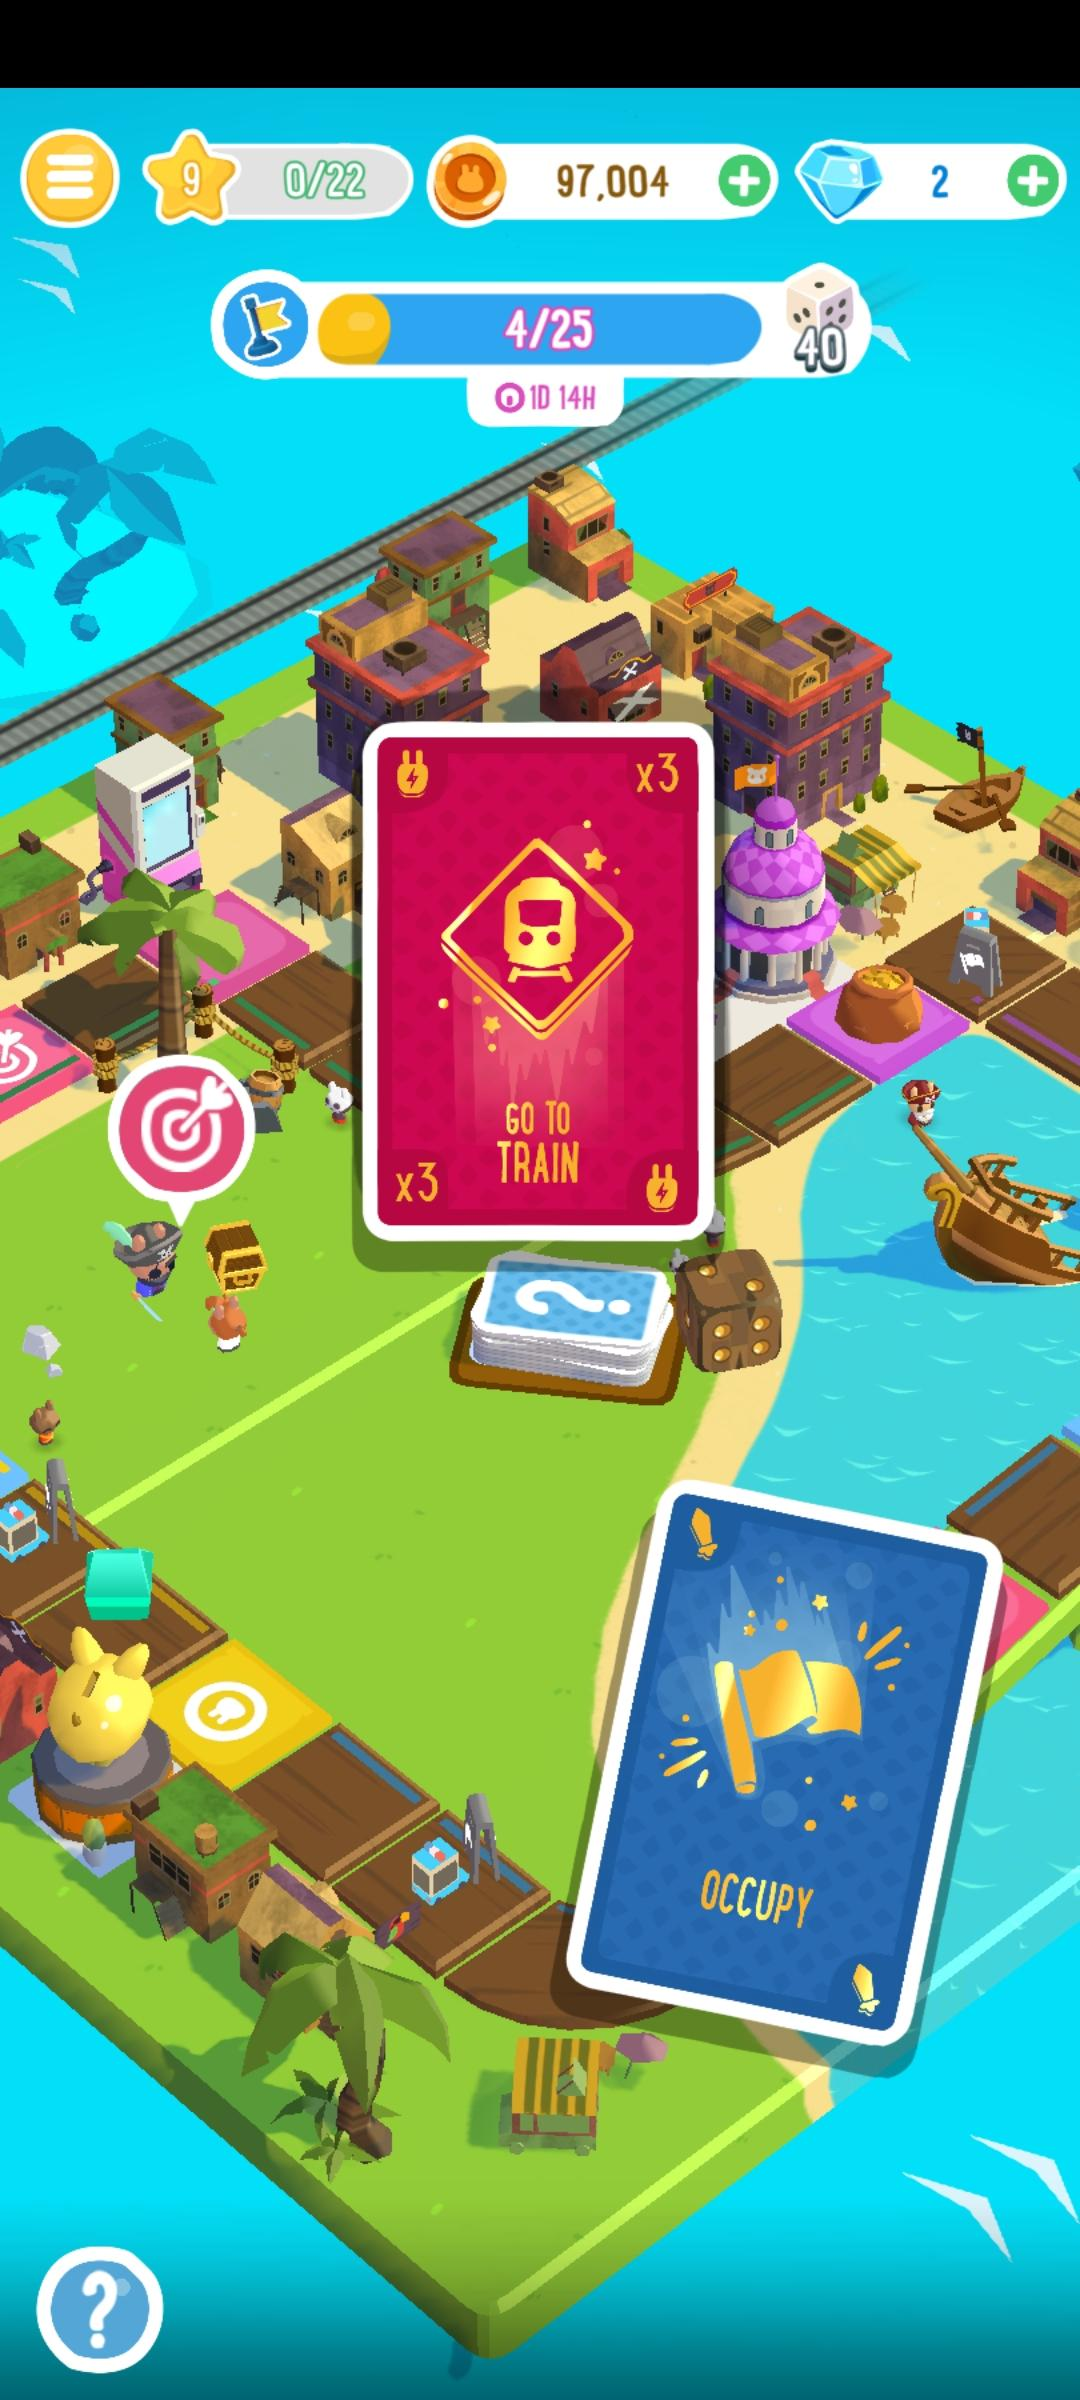 9
0/22
97,004
2
4/25
40
1D 14H
x3
GO TO
TRAIN
x3
?
OCCUPY
?